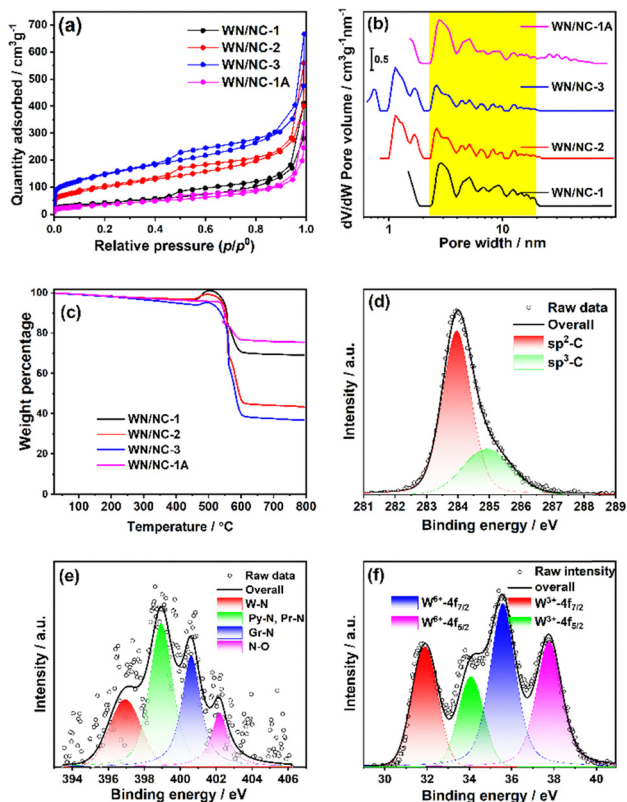 (a)
WN/NC-1
WN/NC-2
WN/NC-3
WN/NC-1A
Quantity adsorbed / cm³g⁻¹
800
700
600
500
400
300
200
100
0
0.0 0.2 0.4 0.6 0.8 1.0
Relative pressure (p/p⁰)
(b)
WN/NC-1A
0.5
WN/NC-3
WN/NC-2
WN/NC-1
dV/dW Pore volume / cm³g⁻¹nm⁻¹
1 10
Pore width / nm
(c)
Weight percentage
100
80
60
40
20
0
WN/NC-1
WN/NC-2
WN/NC-3
WN/NC-1A
100 200 300 400 500 600 700 800
Temperature / °C
(d)
Raw data
Overall
sp²-C
sp³-C
Intensity / a.u.
281 282 283 284 285 286 287 288 289
Binding energy / eV
(e)
Raw data
Overall
W-N
Py-N, Pr-N
Gr-N
N-O
Intensity / a.u.
394 396 398 400 402 404 406
Binding energy / eV
(f)
Raw intensity
overall
W⁶⁺-4f₇/₂
W³⁺-4f₇/₂
W⁶⁺-4f₅/₂
W³⁺-4f₅/₂
Intensity / a.u.
30 32 34 36 38 40
Binding energy / eV